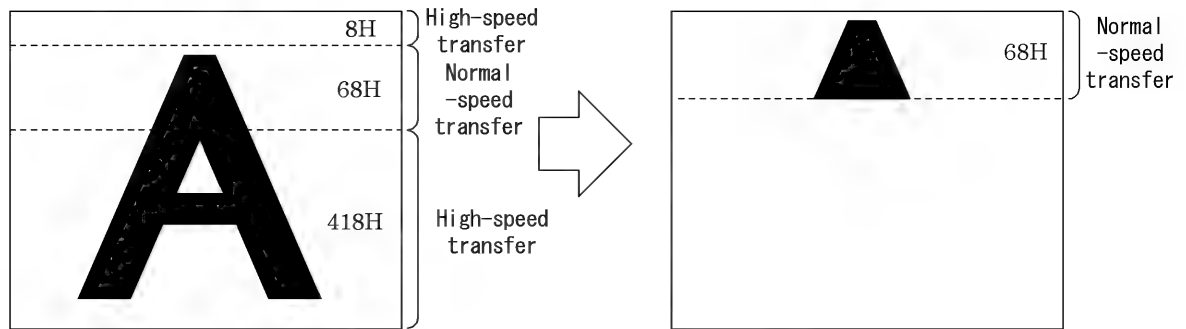 8H
High-speed
transfer
68H
Normal
-speed
transfer
418H
High-speed
transfer
A
68H
Normal
-speed
transfer